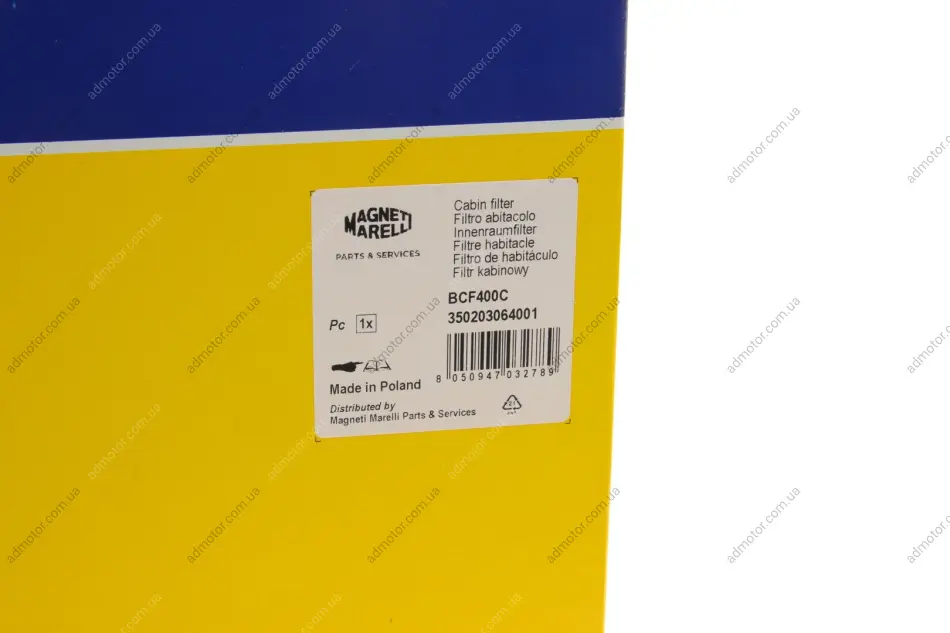 MAGNETI
MARELLI
PARTS & SERVICES
Cabin filter
Filtro abitacolo
Innenraumfilter
Filtre habitacle
Filtro de habitáculo
Filtr kabinowy
BCF400C
350203064001
Pc 1x
8 050947 032789
Made in Poland
Distributed by
Magneti Marelli Parts & Services
21
admotor.com.ua